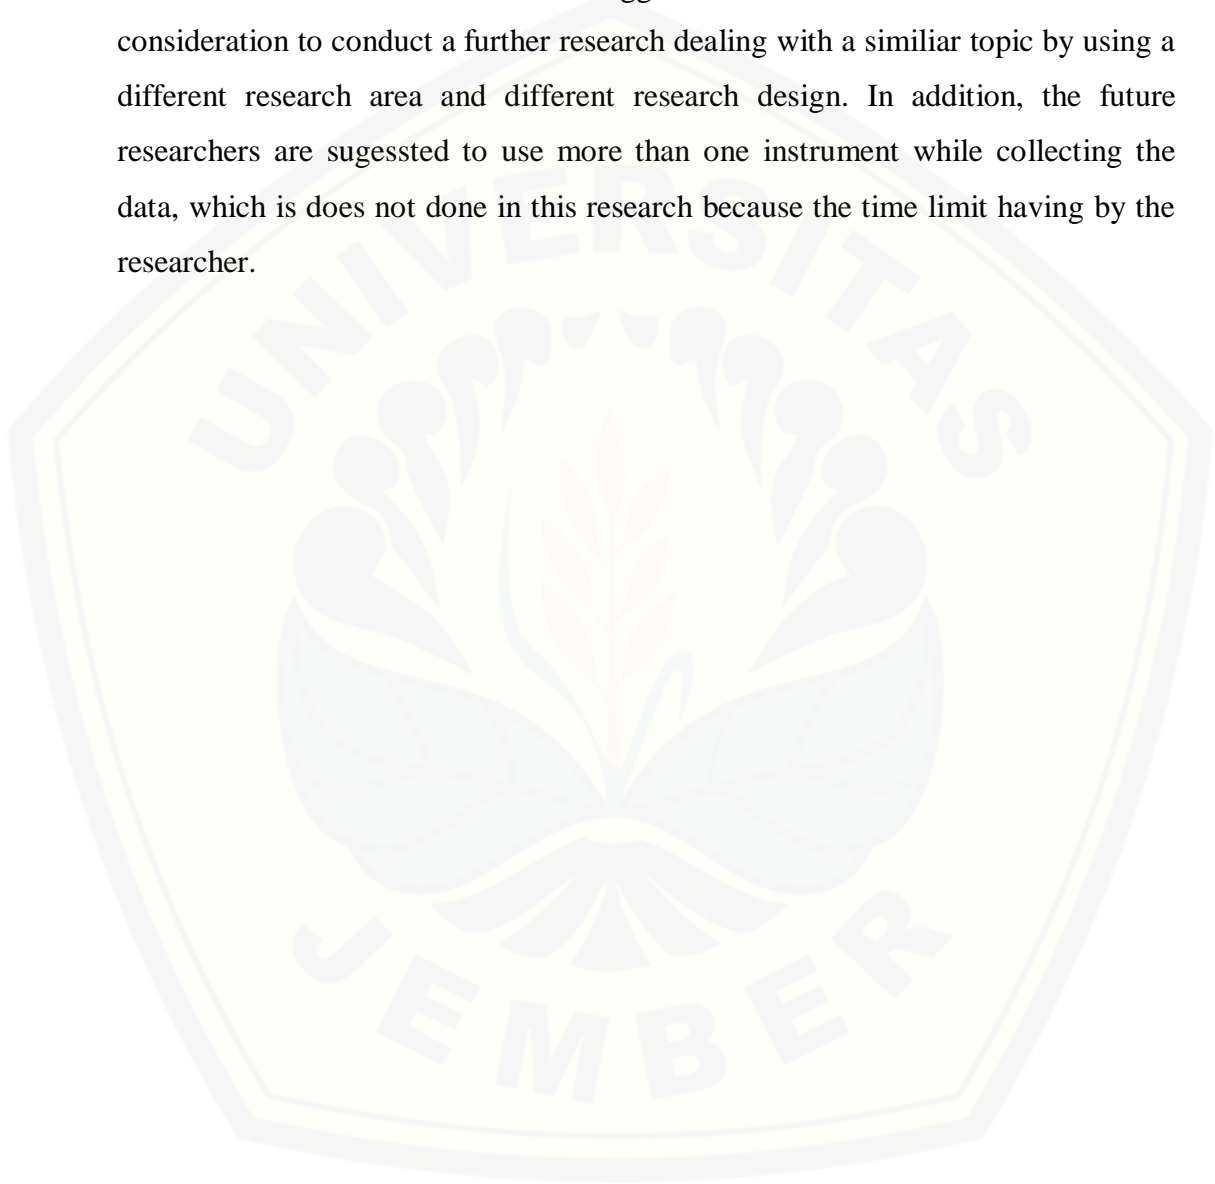 consideration to conduct a further research dealing with a similiar topic by using a
different research area and different research design. In addition, the future
researchers are sugessted to use more than one instrument while collecting the
data, which is does not done in this research because the time limit having by the
researcher.
UNIVERSITAS
JEMBER